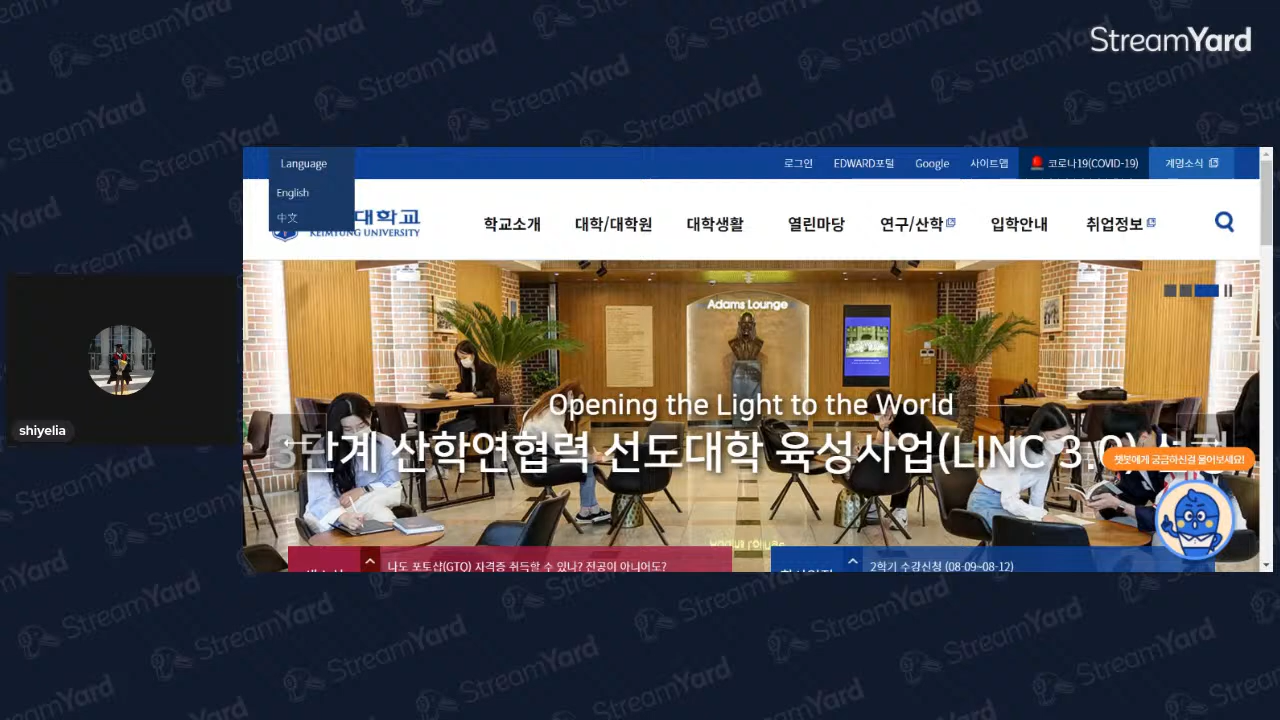 StreamYard
Language
로그인
EDWARD포털
Google
사이트맵
코로나19(COVID-19)
계명소식
English
中文
대학교
KEIMYUNG UNIVERSITY
학교소개
대학/대학원
대학생활
열린마당
연구/산학
입학안내
취업정보
Adams Lounge
Opening the Light to the World
3단계 산학연협력 선도대학 육성사업(LINC 3.0)
챗봇에게 궁금하신걸 물어보세요!
shiyelia
나도 포토샵(GTQ) 자격증 취득할 수 있나? 전공이 아니어도?
2학기 수강신청 (08-09~08-12)